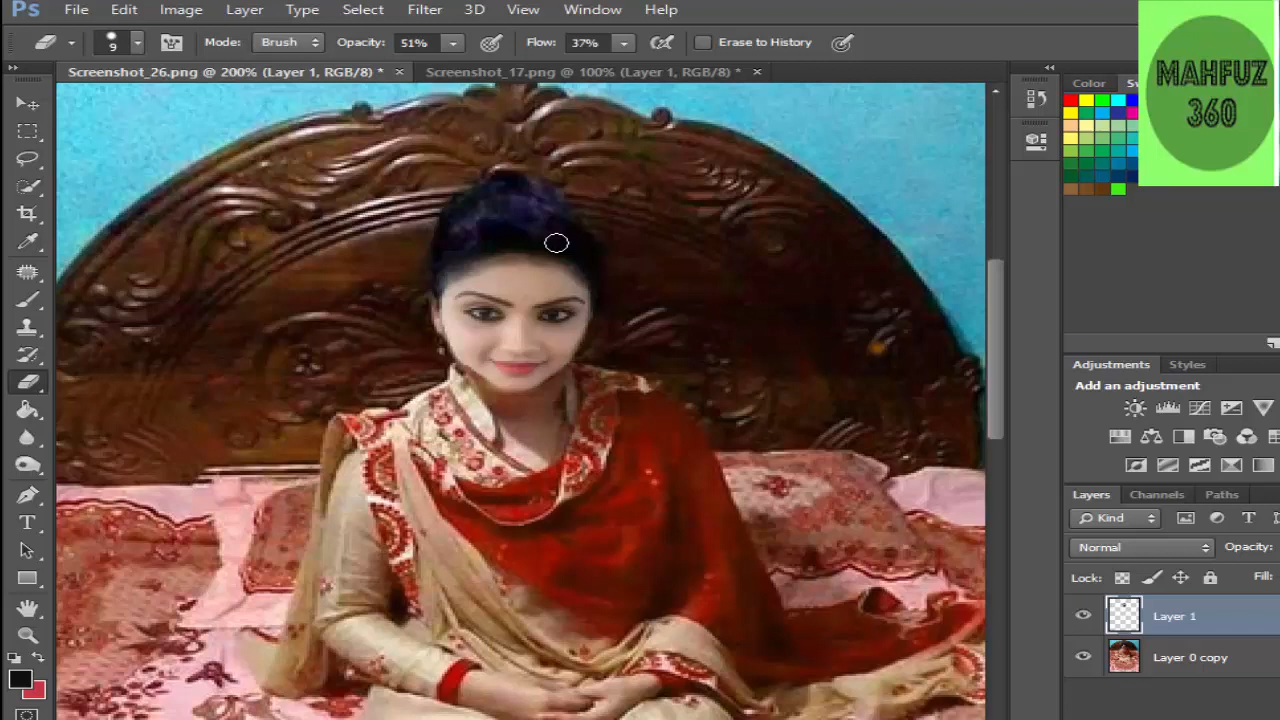 Ps File Edit Image Layer Type Select Filter 3D View Window Help
9 Mode: Brush Opacity: 51% Flow: 37% Erase to History
Screenshot_26.png @ 200% (Layer 1, RGB/8) * × Screenshot_17.png @ 100% (Layer 1, RGB/8) * ×
MAHFUZ
360
Color Sw
Adjustments Styles
Add an adjustment
Layers Channels Paths
Kind
Normal Opacity:
Lock: Fill:
Layer 1
Layer 0 copy